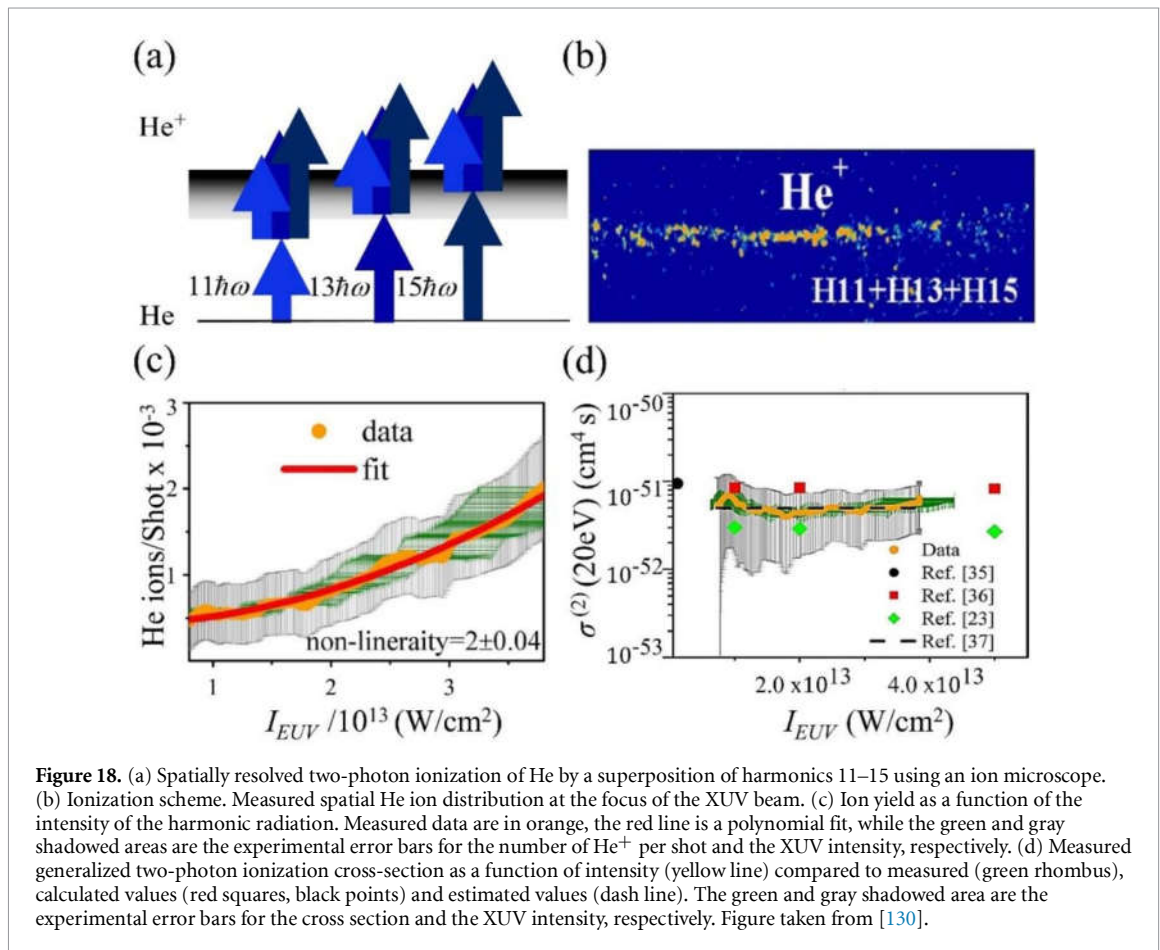 (a)
He⁺
11ħω
13ħω
15ħω
He
(b)
He⁺
H11+H13+H15
(c)
He ions/Shot x 10⁻³
3
2
1
data
fit
non-lineraity=2±0.04
1
2
3
I_EUV /10¹³ (W/cm²)
(d)
σ⁽²⁾ (20eV) (cm⁴ s)
10⁻⁵⁰
10⁻⁵¹
10⁻⁵²
10⁻⁵³
Data
Ref. [35]
Ref. [36]
Ref. [23]
Ref. [37]
2.0 x10¹³
4.0 x10¹³
I_EUV (W/cm²)
Figure 18. (a) Spatially resolved two-photon ionization of He by a superposition of harmonics 11–15 using an ion microscope.
(b) Ionization scheme. Measured spatial He ion distribution at the focus of the XUV beam. (c) Ion yield as a function of the
intensity of the harmonic radiation. Measured data are in orange, the red line is a polynomial fit, while the green and gray
shadowed areas are the experimental error bars for the number of He⁺ per shot and the XUV intensity, respectively. (d) Measured
generalized two-photon ionization cross-section as a function of intensity (yellow line) compared to measured (green rhombus),
calculated values (red squares, black points) and estimated values (dash line). The green and gray shadowed area are the
experimental error bars for the cross section and the XUV intensity, respectively. Figure taken from [130].